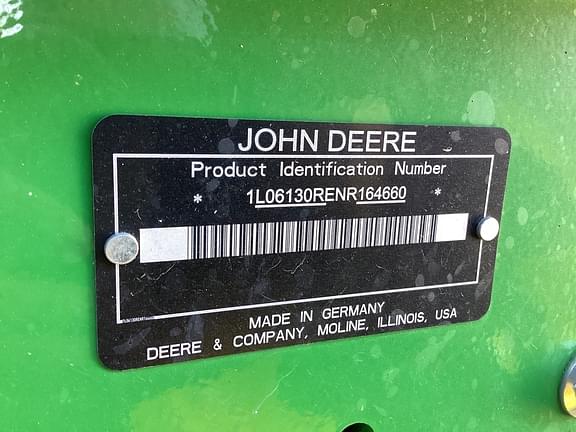 JOHN DEERE
Product Identification Number
* 1L06130RENR164660 *
MADE IN GERMANY
DEERE & COMPANY, MOLINE, ILLINOIS, USA